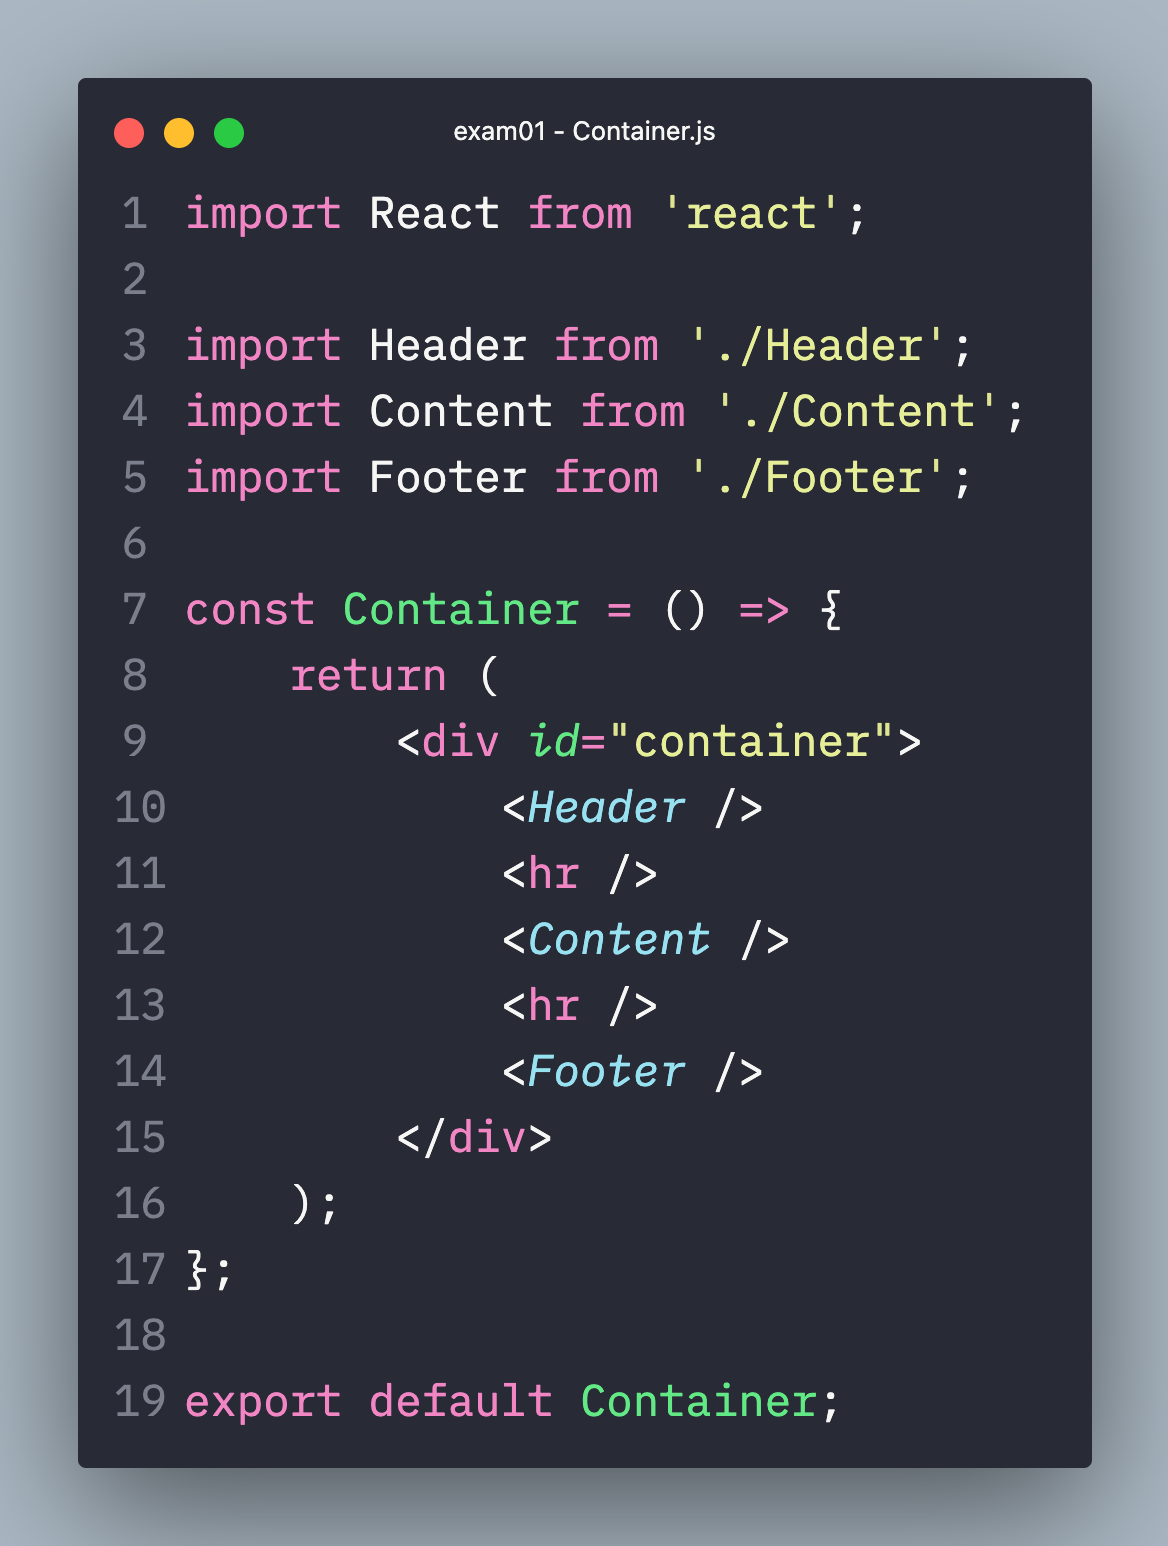 exam01 - Container.js
1 import React from 'react';
2
3 import Header from './Header';
4 import Content from './Content';
5 import Footer from './Footer';
6
7 const Container = () => {
8     return (
9         <div id="container">
10             <Header />
11             <hr />
12             <Content />
13             <hr />
14             <Footer />
15         </div>
16     );
17 };
18
19 export default Container;